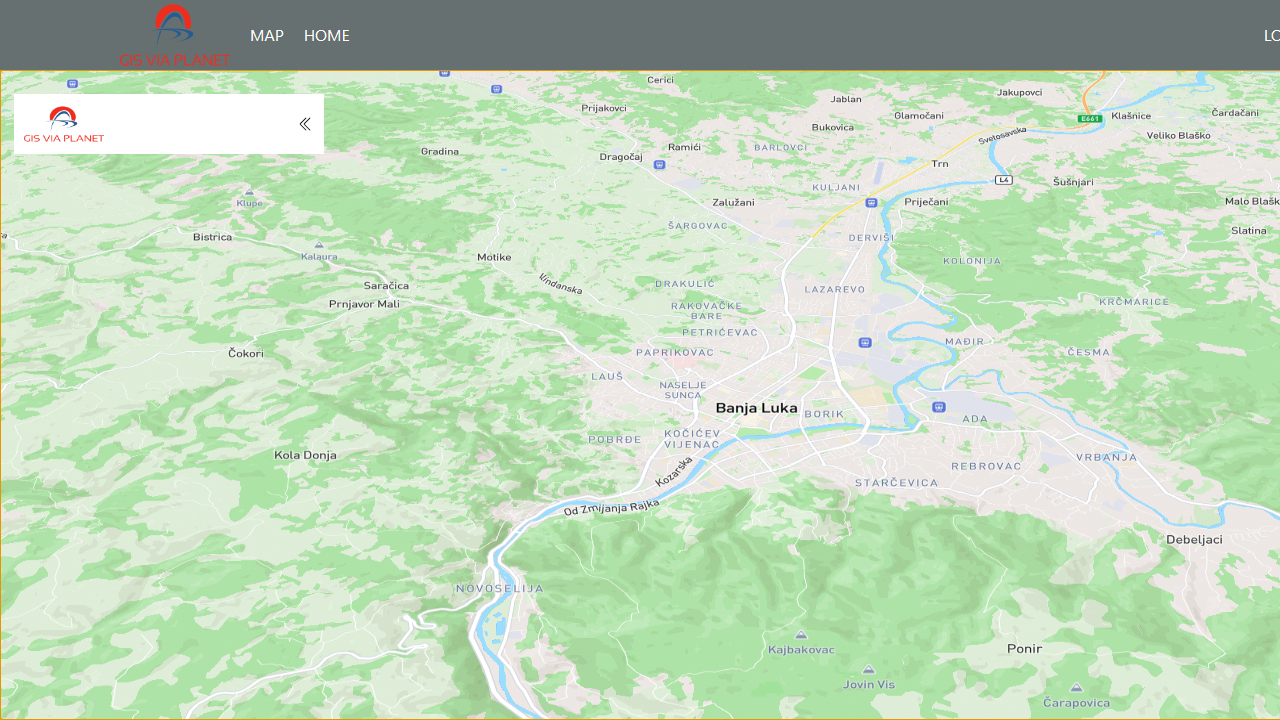 GIS VIA PLANET
MAP
HOME
LO
GIS VIA PLANET
Cerici
Jakupovci
Prijakovci
Jablan
Glamočani
Klašnice
Čardačani
E661
Bukovica
Svetosavska
Veliko Blaško
Gradina
Dragočaj
Ramići
BARLOVCI
Trn
KULJANI
L4
Šušnjari
Klupe
Zalužani
Priječani
Malo Blašk
ŠARGOVAC
Slatina
Bistrica
DERVIŠI
Kalaura
Motike
KOLONIJA
Saračica
Vindanska
DRAKULIĆ
LAZAREVO
Prnjavor Mali
RAKOVAČKE
BARE
KRČMARICE
PETRIĆEVAC
MAĐIR
Čokori
PAPRIKOVAC
ČESMA
LAUŠ
NASELJE
SUNCA
Banja Luka
BORIK
ADA
POBRĐE
KOČIĆEV
VIJENAC
Kola Donja
Kozarska
REBROVAC
VRBANJA
STARČEVICA
Od Zmijanja Rajka
Debeljaci
NOVOSELIJA
Kajbakovac
Ponir
Jovin Vis
Čarapovica